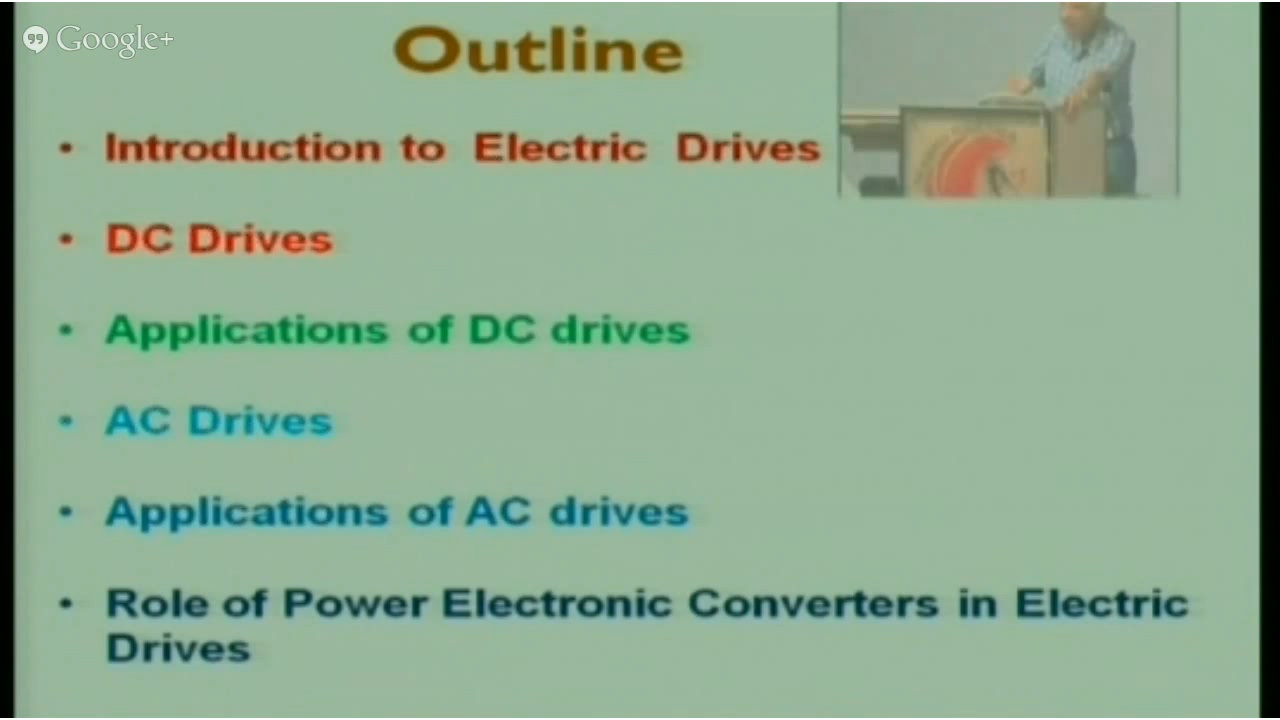 Google+
Outline
• Introduction to Electric Drives
• DC Drives
• Applications of DC drives
• AC Drives
• Applications of AC drives
• Role of Power Electronic Converters in Electric
Drives